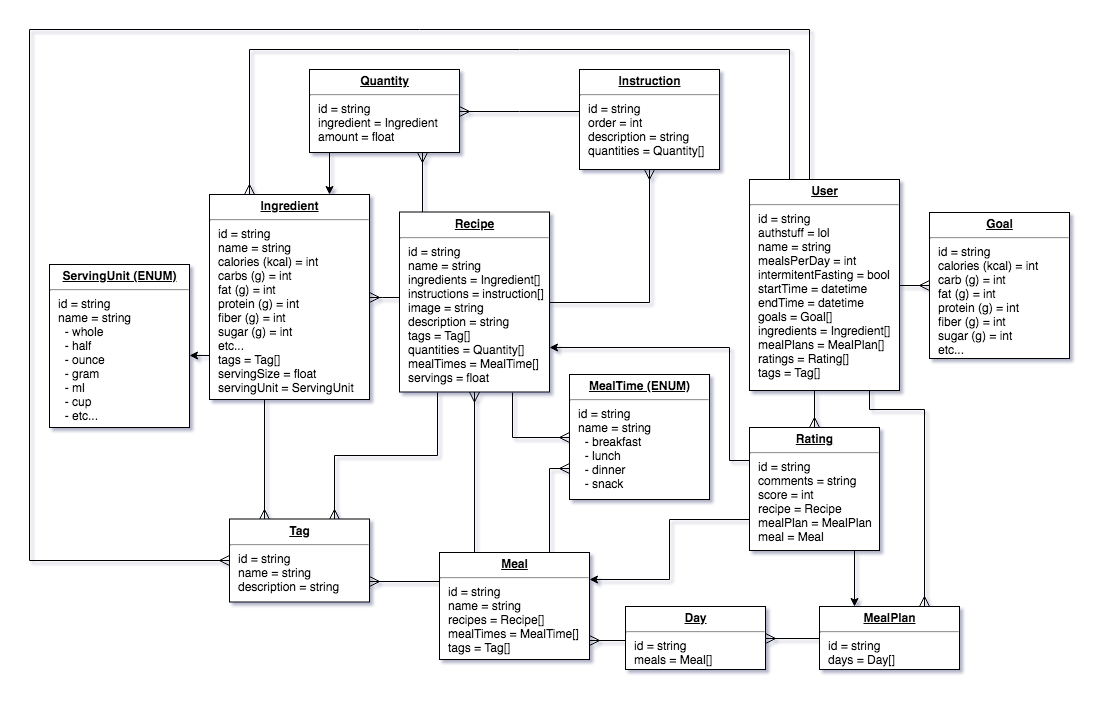 Quantity
id = string
ingredient = Ingredient
amount = float
Instruction
id = string
order = int
description = string
quantities = Quantity[]
Ingredient
id = string
name = string
calories (kcal) = int
carbs (g) = int
fat (g) = int
protein (g) = int
fiber (g) = int
sugar (g) = int
etc...
tags = Tag[]
servingSize = float
servingUnit = ServingUnit
Recipe
id = string
name = string
ingredients = Ingredient[]
instructions = instruction[]
image = string
description = string
tags = Tag[]
quantities = Quantity[]
mealTimes = MealTime[]
servings = float
User
id = string
authstuff = lol
name = string
mealsPerDay = int
intermitentFasting = bool
startTime = datetime
endTime = datetime
goals = Goal[]
ingredients = Ingredient[]
mealPlans = MealPlan[]
ratings = Rating[]
tags = Tag[]
Goal
id = string
calories (kcal) = int
carb (g) = int
fat (g) = int
protein (g) = int
fiber (g) = int
sugar (g) = int
etc...
ServingUnit (ENUM)
id = string
name = string
- whole
- half
- ounce
- gram
- ml
- cup
- etc...
MealTime (ENUM)
id = string
name = string
- breakfast
- lunch
- dinner
- snack
Rating
id = string
comments = string
score = int
recipe = Recipe
mealPlan = MealPlan
meal = Meal
Tag
id = string
name = string
description = string
Meal
id = string
name = string
recipes = Recipe[]
mealTimes = MealTime[]
tags = Tag[]
Day
id = string
meals = Meal[]
MealPlan
id = string
days = Day[]